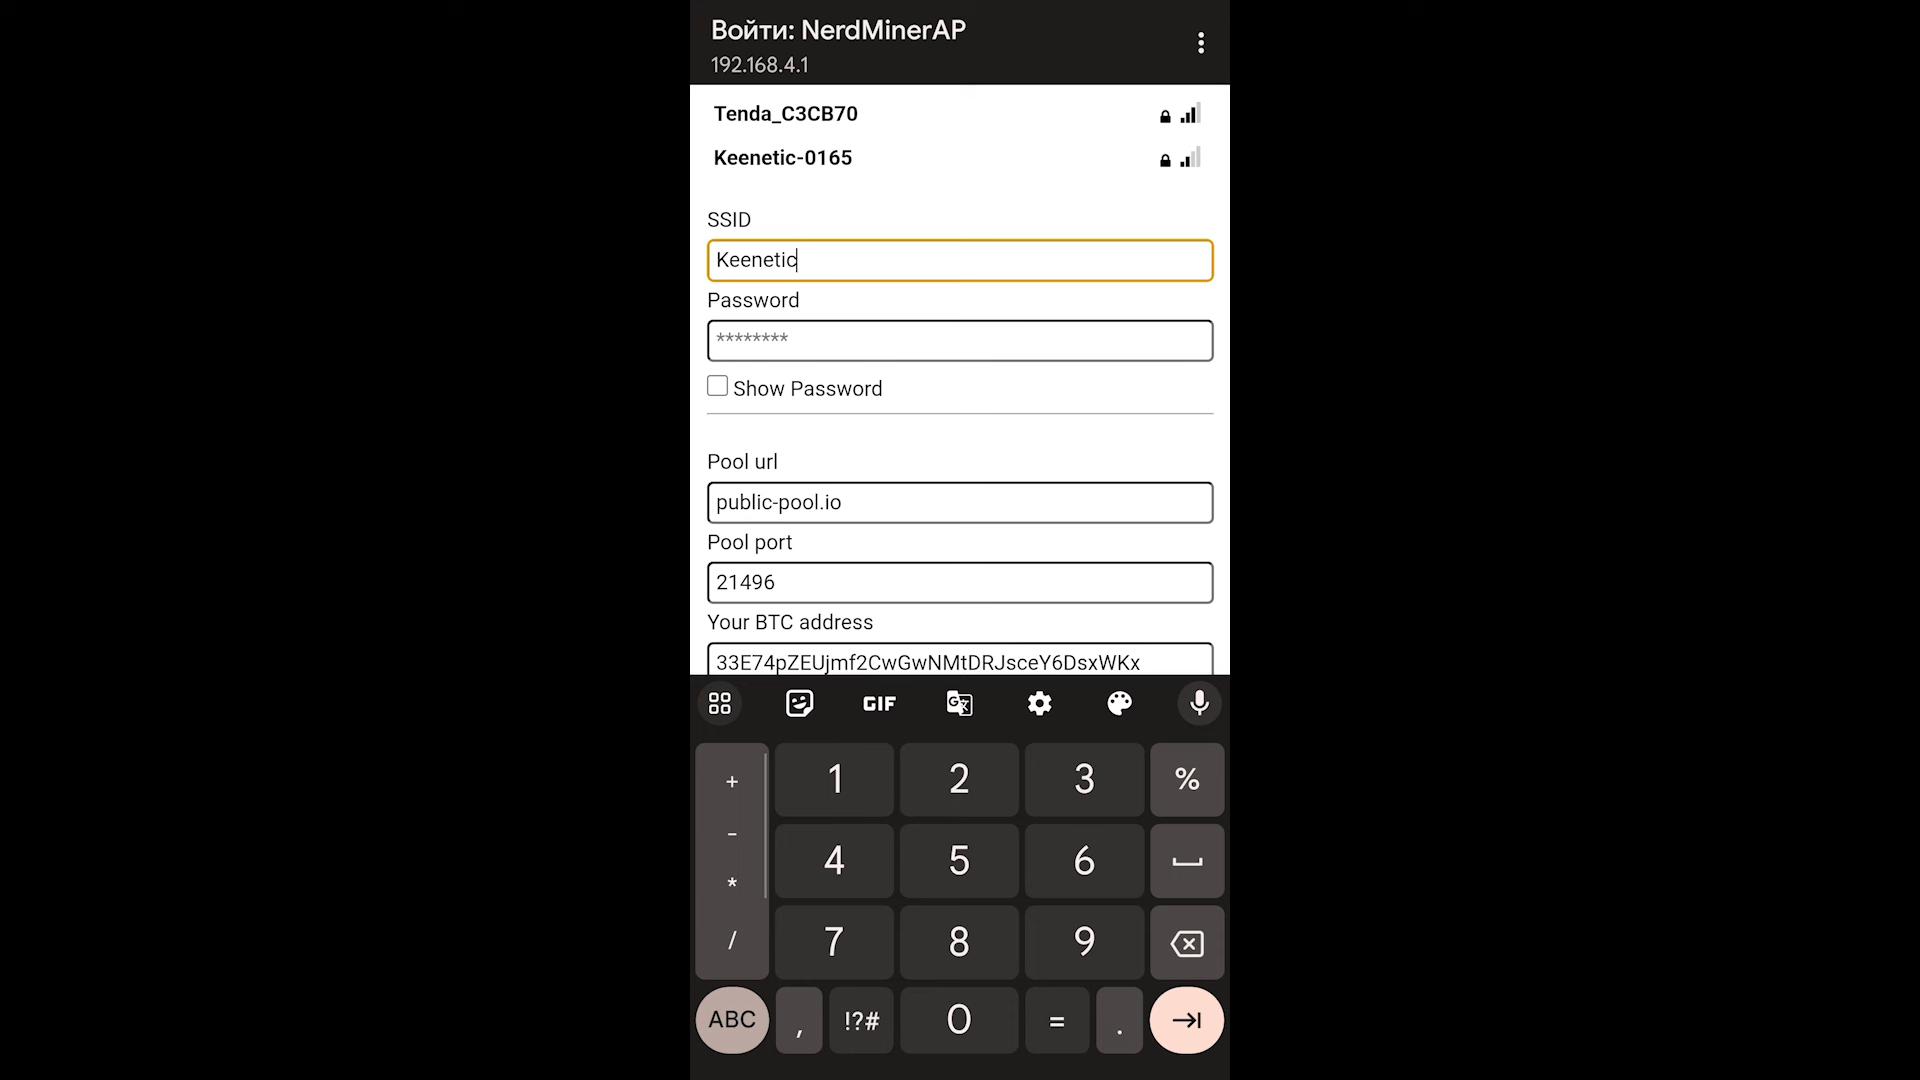 Войти: NerdMinerAP
192.168.4.1
Tenda_C3CB70
Keenetic-0165
SSID
Keenetic
Password
********
Show Password
Pool url
public-pool.io
Pool port
21496
Your BTC address
33E74pZEUjmf2CwGwNMtDRJsceY6DsxWKx
GIF
+ 1 2 3 %
-
4 5 6
*
/ 7 8 9
ABC , !?# 0 = .